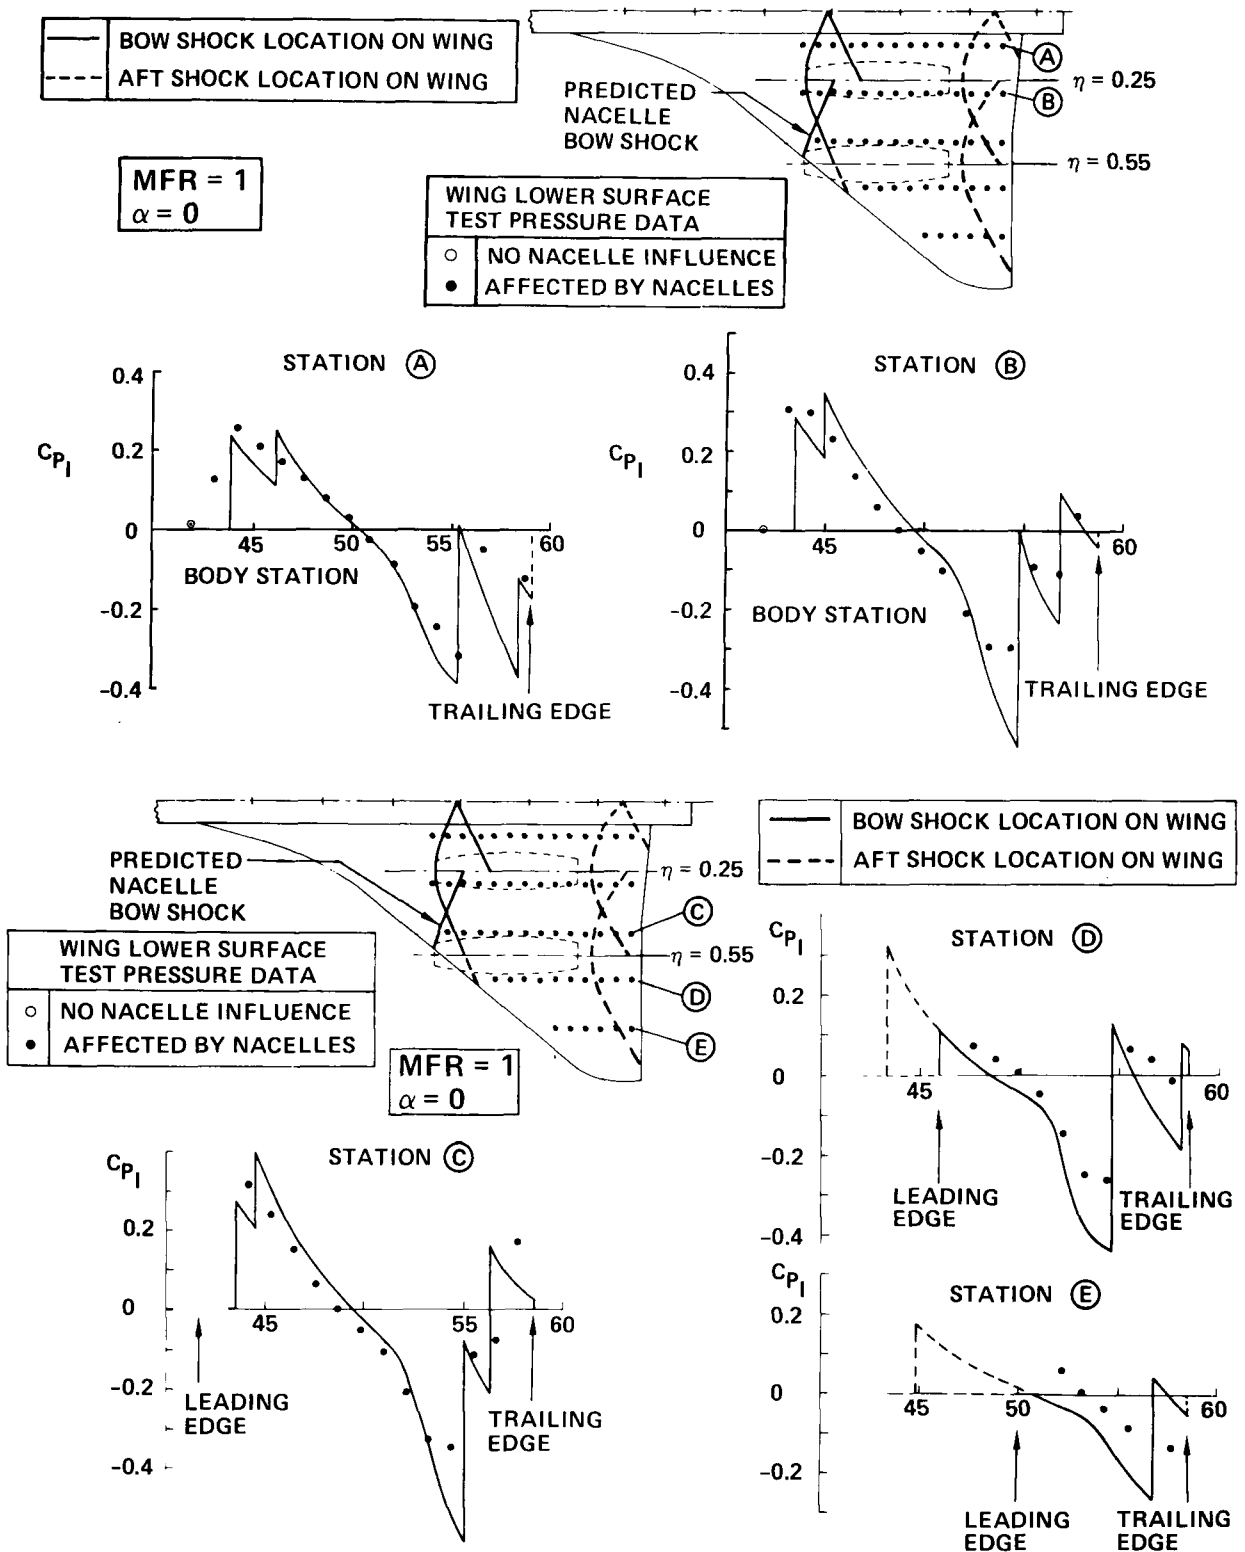 BOW SHOCK LOCATION ON WING
AFT SHOCK LOCATION ON WING
MFR = 1
α = 0
PREDICTED
NACELLE
BOW SHOCK
A
η = 0.25
B
η = 0.55
WING LOWER SURFACE
TEST PRESSURE DATA
NO NACELLE INFLUENCE
AFFECTED BY NACELLES
STATION A
0.4
CPI
0.2
0
45
50
55
60
BODY STATION
-0.2
-0.4
TRAILING EDGE
STATION B
0.4
CPI
0.2
0
45
60
BODY STATION
-0.2
-0.4
TRAILING EDGE
PREDICTED
NACELLE
BOW SHOCK
η = 0.25
C
η = 0.55
D
E
WING LOWER SURFACE
TEST PRESSURE DATA
NO NACELLE INFLUENCE
AFFECTED BY NACELLES
MFR = 1
α = 0
BOW SHOCK LOCATION ON WING
AFT SHOCK LOCATION ON WING
STATION C
CPI
0.2
0
45
55
60
-0.2
-0.4
LEADING
EDGE
TRAILING
EDGE
STATION D
CPI
0.2
0
45
60
-0.2
-0.4
LEADING
EDGE
TRAILING
EDGE
STATION E
CPI
0.2
0
45
50
60
-0.2
LEADING
EDGE
TRAILING
EDGE